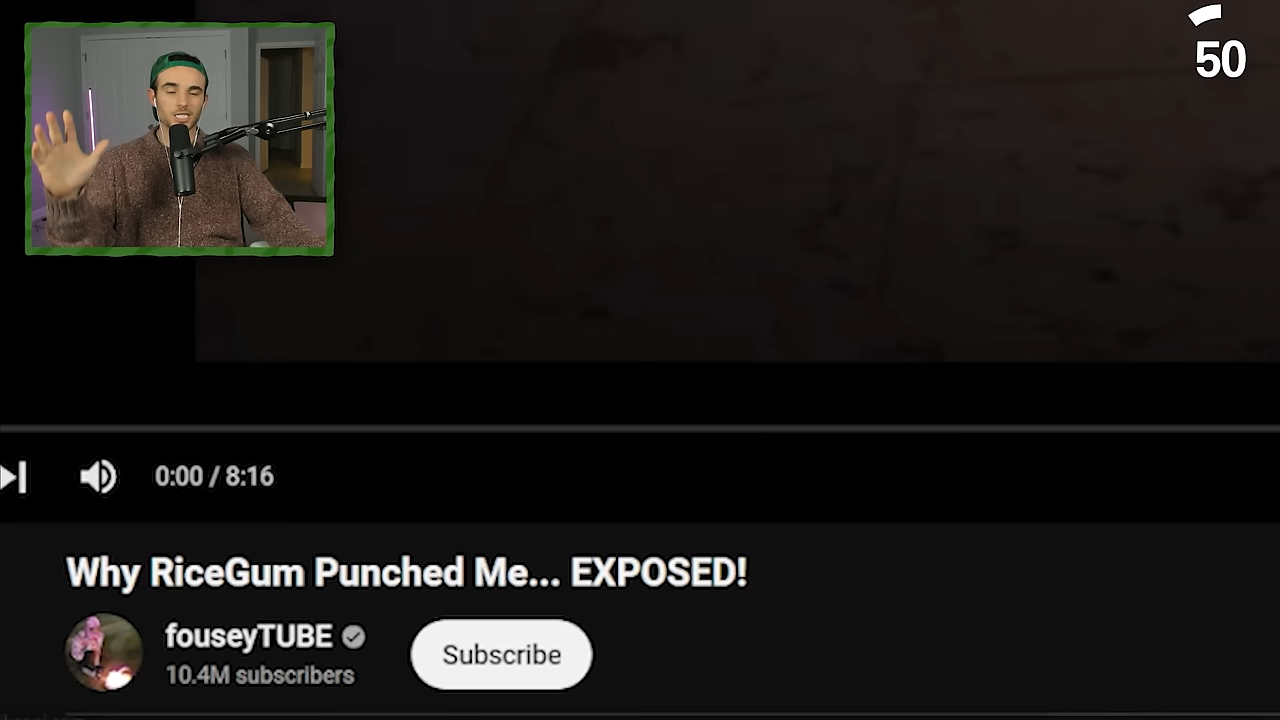 50
0:00 / 8:16
Why RiceGum Punched Me... EXPOSED!
fouseyTUBE
10.4M subscribers
Subscribe